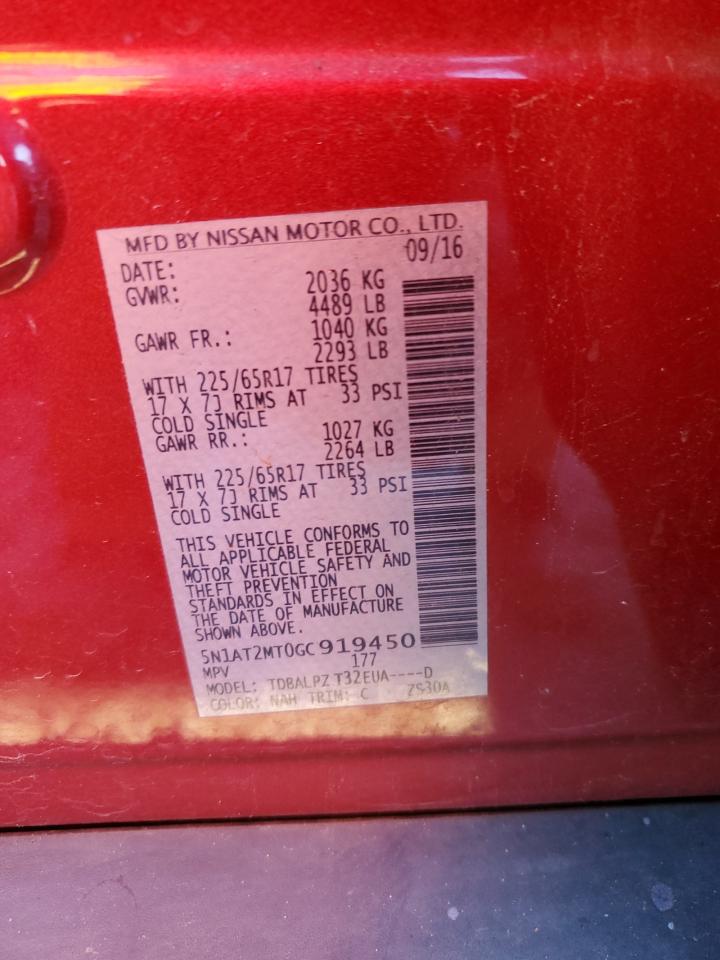 MFD BY NISSAN MOTOR CO., LTD.
DATE: 09/16
GVWR: 2036 KG
4489 LB
GAWR FR.: 1040 KG
2293 LB
WITH 225/65R17 TIRES
17 X 7J RIMS AT 33 PSI
COLD SINGLE
GAWR RR.: 1027 KG
2264 LB
WITH 225/65R17 TIRES
17 X 7J RIMS AT 33 PSI
COLD SINGLE
THIS VEHICLE CONFORMS TO
ALL APPLICABLE FEDERAL
MOTOR VEHICLE SAFETY AND
THEFT PREVENTION
STANDARDS IN EFFECT ON
THE DATE OF MANUFACTURE
SHOWN ABOVE.
5N1AT2MT0GC919450
MPV 177
MODEL: TDBALPZ T32EUA----D
COLOR: NAH TRIM: C ZS30A